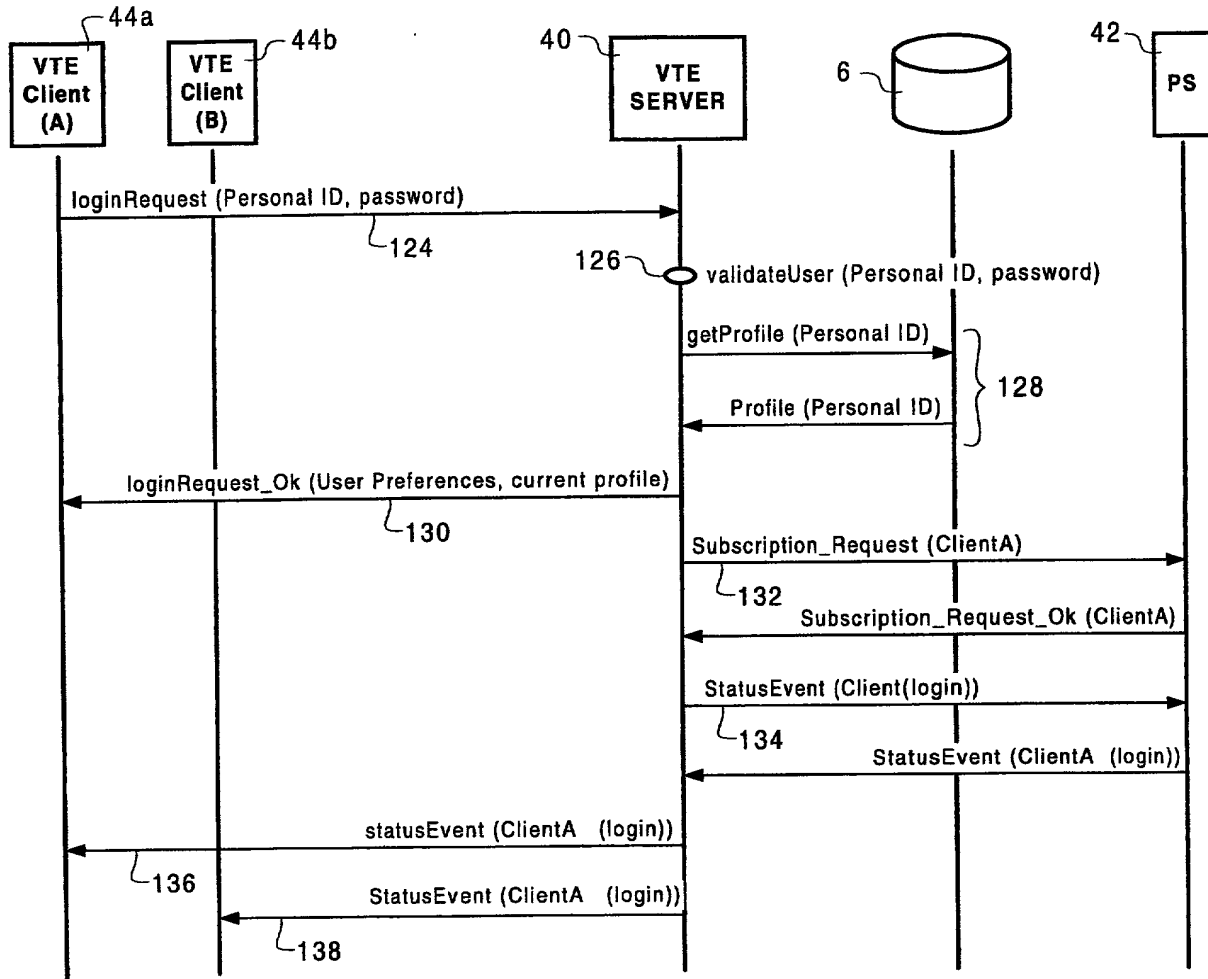 44a
44b
40
6
42
VTE
Client
(A)
VTE
Client
(B)
VTE
SERVER
PS
loginRequest (Personal ID, password)
124
126
validateUser (Personal ID, password)
getProfile (Personal ID)
128
Profile (Personal ID)
loginRequest_Ok (User Preferences, current profile)
130
Subscription_Request (ClientA)
132
Subscription_Request_Ok (ClientA)
StatusEvent (Client(login))
134
StatusEvent (ClientA (login))
statusEvent (ClientA (login))
136
StatusEvent (ClientA (login))
138